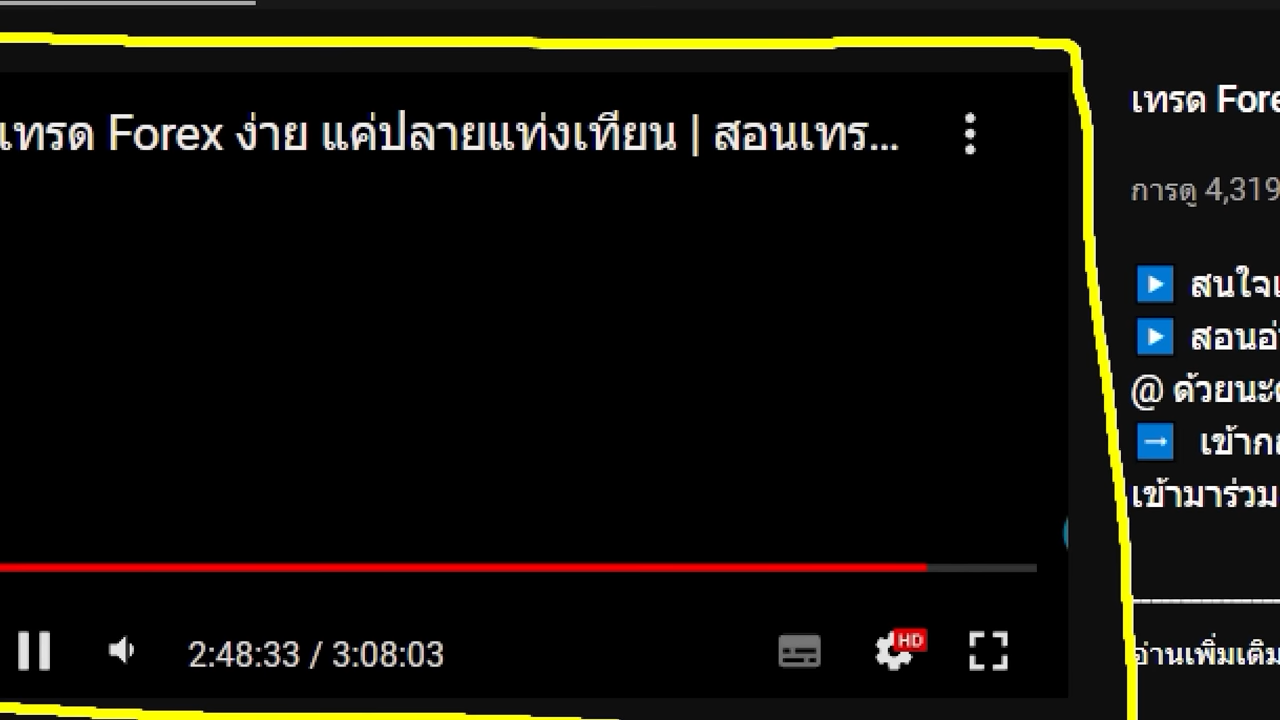 เทรด Forex ง่าย แค่ปลายแท่งเทียน | สอนเทร...
HD
2:48:33 / 3:08:03
เทรด Fore
การดู 4,319
สนใจเ
สอนอ่
@ ด้วยนะค
เข้าก
เข้ามาร่วม
อ่านเพิ่มเติม